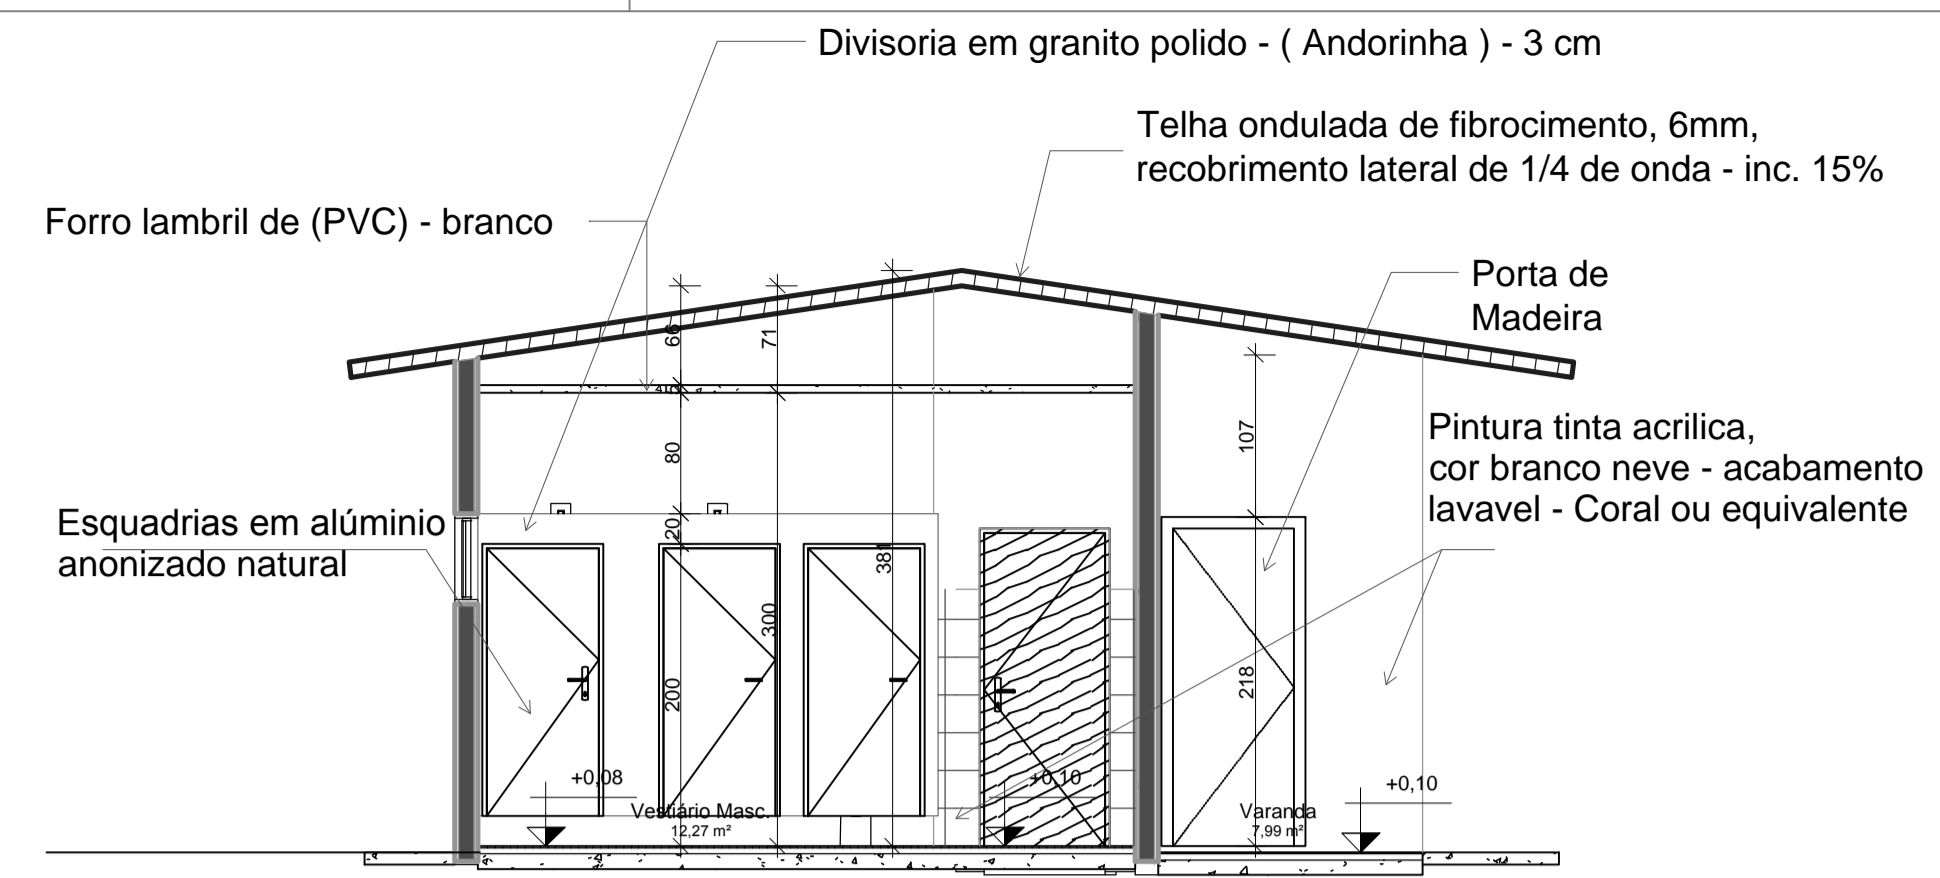 Divisoria em granito polido - ( Andorinha ) - 3 cm
Telha ondulada de fibrocimento, 6mm,
recobrimento lateral de 1/4 de onda - inc. 15%
Forro lambril de (PVC) - branco
Porta de
Madeira
66
71
5
107
Pintura tinta acrilica,
cor branco neve - acabamento
lavavel - Coral ou equivalente
80
Esquadrias em alúminio
anonizado natural
20
381
300
200
218
+0,08
+0,10
+0,10
Vestiário Masc.
12,27 m²
Varanda
7,99 m²